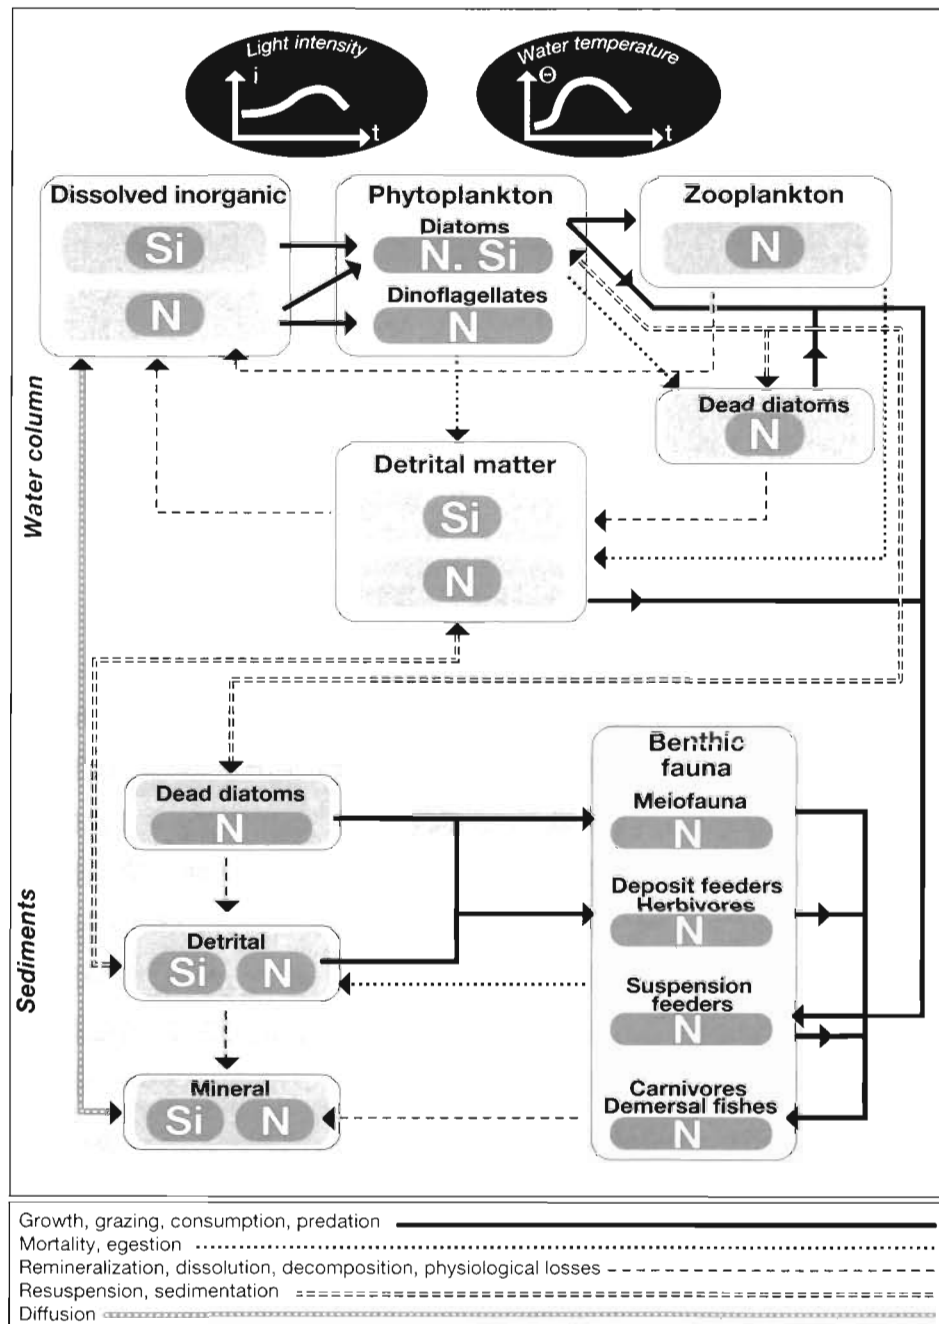 Light intensity
i
t
Water temperature
Θ
t
Dissolved inorganic
Si
N
Phytoplankton
Diatoms
N. Si
Dinoflagellates
N
Zooplankton
N
Dead diatoms
N
Water column
Detrital matter
Si
N
Sediments
Dead diatoms
N
Detrital
Si N
Mineral
Si N
Benthic
fauna
Meiofauna
N
Deposit feeders
Herbivores
N
Suspension
feeders
N
Carnivores
Demersal fishes
N
Growth, grazing, consumption, predation
Mortality, egestion
Remineralization, dissolution, decomposition, physiological losses
Resuspension, sedimentation
Diffusion